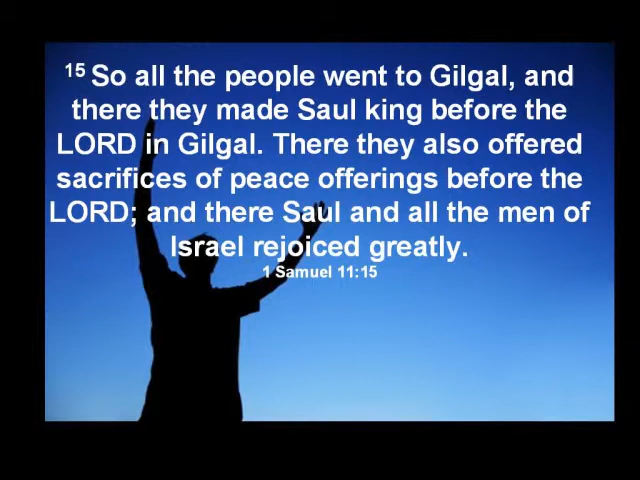 15 So all the people went to Gilgal, and
there they made Saul king before the
LORD in Gilgal. There they also offered
sacrifices of peace offerings before the
LORD; and there Saul and all the men of
Israel rejoiced greatly.
1 Samuel 11:15